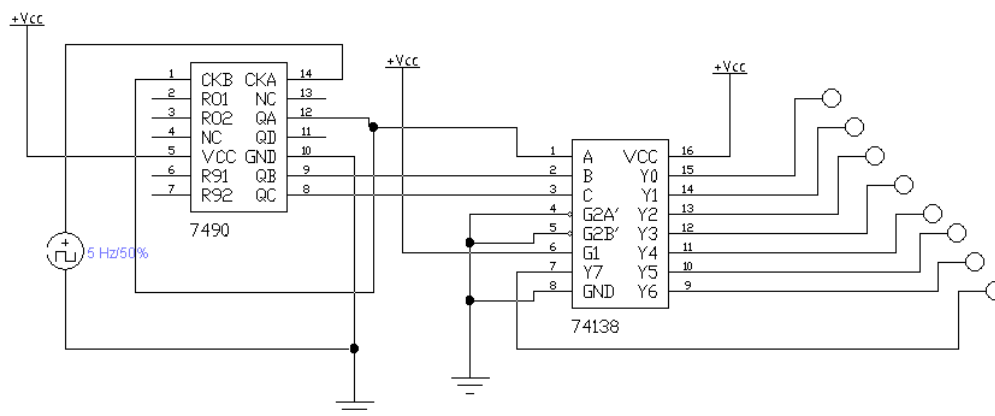 +Vcc
+Vcc
+Vcc
1 CKB CKA 14
2 RO1 NC 13
3 RO2 QA 12
4 NC QD 11
5 VCC GND 10
6 R91 QB 9
7 R92 QC 8
7490
5 Hz/50%
1 A VCC 16
2 B Y0 15
3 C Y1 14
4 G2A' Y2 13
5 G2B' Y3 12
6 G1 Y4 11
7 Y7 Y5 10
8 GND Y6 9
74138